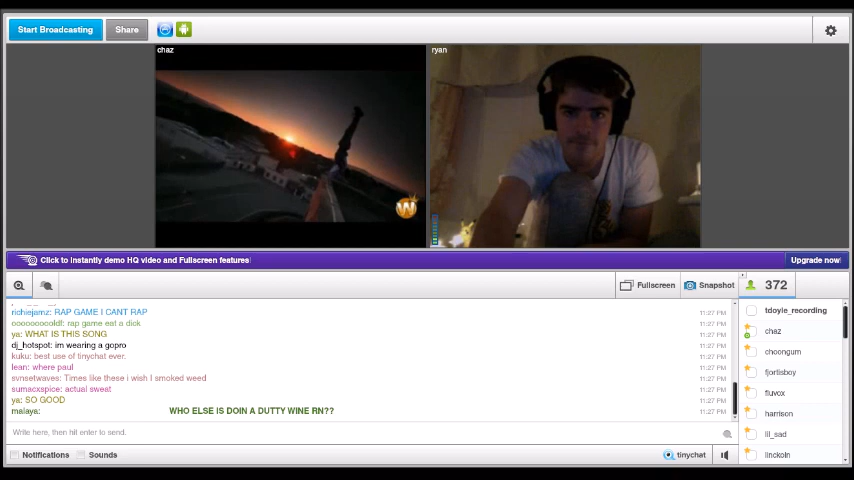 Start Broadcasting
Share
chaz
ryan
W
Click to instantly demo HQ video and Fullscreen features
Upgrade now
Fullscreen
Snapshot
372
richiejamz: RAP GAME I CANT RAP
rap game eat a dick
ya: WHAT IS THIS SONG
dj_hotspot: im wearing a gopro
kuku: best use of tinychat ever.
lean: where paul
svnsetwaves: Times like these i wish I smoked weed
sumacxspice: actual sweat
ya: SO GOOD
malaya: WHO ELSE IS DOIN A DUTTY WINE RN??
11:27 PM
11:27 PM
11:27 PM
11:27 PM
11:27 PM
11:27 PM
11:27 PM
11:27 PM
11:27 PM
11:27 PM
tdoyle_recording
chaz
choongum
fjortisboy
fluvox
harrison
lil_sad
linckoln
Write here, then hit enter to send.
Notifications
Sounds
tinychat